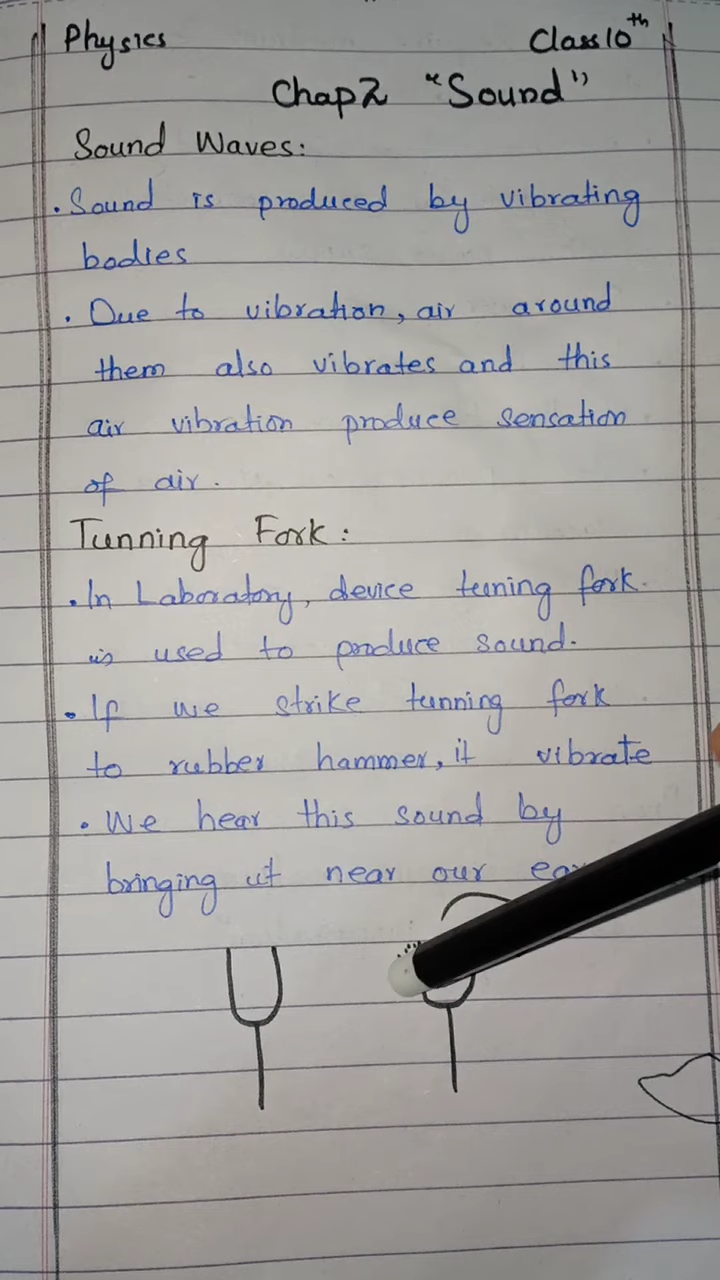 Physics Class 10th
Chap 2 "Sound"
Sound Waves:
. Sound is produced by vibrating
bodies
. Due to vibration, air around
them also vibrates and this
air vibration produce sensation
of air.
Tunning Fork:
. In Laboratory, device tuning fork.
is used to produce sound.
. If we strike tunning fork
to rubber hammer, it vibrate
. We hear this sound by
bringing it near our